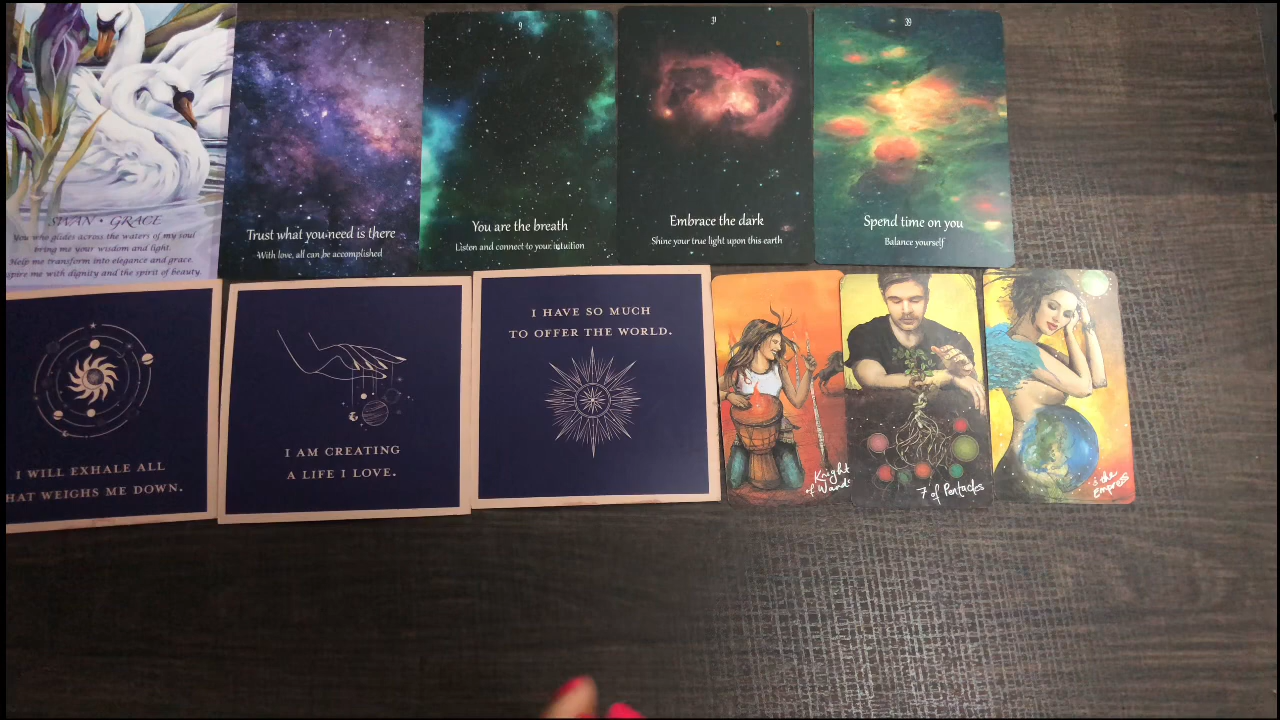 SWAN • GRACE
You who glides across the waters of my soul
bring me your wisdom and light.
Help me transform into elegance and grace.
spire me with dignity and the spirit of beauty.
7
Trust what you need is there
With love, all can be accomplished
9
You are the breath
Listen and connect to your intuition
31
Embrace the dark
Shine your true light upon this earth
39
Spend time on you
Balance yourself
I WILL EXHALE ALL
HAT WEIGHS ME DOWN.
I AM CREATING
A LIFE I LOVE.
I HAVE SO MUCH
TO OFFER THE WORLD.
Knight
of Wands
7 of Pentacles
3 the
Empress